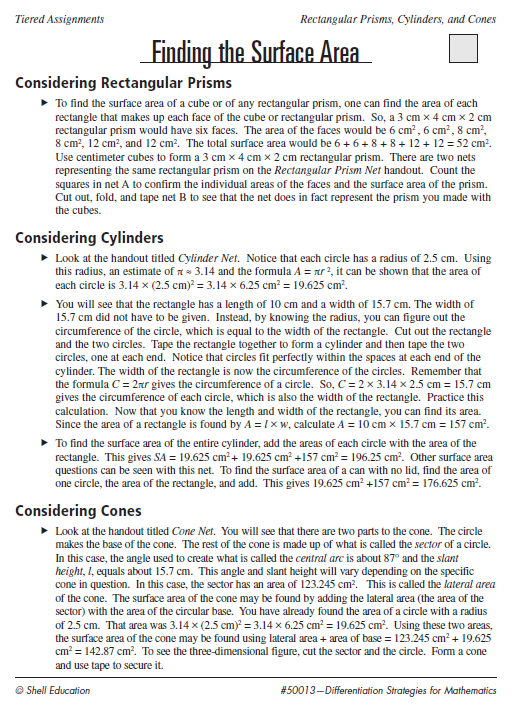 Tiered Assignments
Rectangular Prisms, Cylinders, and Cones
Finding the Surface Area
Considering Rectangular Prisms
▶ To find the surface area of a cube or of any rectangular prism, one can find the area of each
rectangle that makes up each face of the cube or rectangular prism. So, a 3 cm × 4 cm × 2 cm
rectangular prism would have six faces. The area of the faces would be 6 cm², 6 cm², 8 cm²,
8 cm², 12 cm², and 12 cm². The total surface area would be 6 + 6 + 8 + 8 + 12 + 12 = 52 cm².
Use centimeter cubes to form a 3 cm × 4 cm × 2 cm rectangular prism. There are two nets
representing the same rectangular prism on the Rectangular Prism Net handout. Count the
squares in net A to confirm the individual areas of the faces and the surface area of the prism.
Cut out, fold, and tape net B to see that the net does in fact represent the prism you made with
the cubes.
Considering Cylinders
▶ Look at the handout titled Cylinder Net. Notice that each circle has a radius of 2.5 cm. Using
this radius, an estimate of π ≈ 3.14 and the formula A = πr², it can be shown that the area of
each circle is 3.14 × (2.5 cm)² = 3.14 × 6.25 cm² = 19.625 cm².
▶ You will see that the rectangle has a length of 10 cm and a width of 15.7 cm. The width of
15.7 cm did not have to be given. Instead, by knowing the radius, you can figure out the
circumference of the circle, which is equal to the width of the rectangle. Cut out the rectangle
and the two circles. Tape the rectangle together to form a cylinder and then tape the two
circles, one at each end. Notice that circles fit perfectly within the spaces at each end of the
cylinder. The width of the rectangle is now the circumference of the circles. Remember that
the formula C = 2πr gives the circumference of a circle. So, C = 2 × 3.14 × 2.5 cm = 15.7 cm
gives the circumference of each circle, which is also the width of the rectangle. Practice this
calculation. Now that you know the length and width of the rectangle, you can find its area.
Since the area of a rectangle is found by A = l × w, calculate A = 10 cm × 15.7 cm = 157 cm².
▶ To find the surface area of the entire cylinder, add the areas of each circle with the area of the
rectangle. This gives SA = 19.625 cm² + 19.625 cm² +157 cm² = 196.25 cm². Other surface area
questions can be seen with this net. To find the surface area of a can with no lid, find the area of
one circle, the area of the rectangle, and add. This gives 19.625 cm² +157 cm² = 176.625 cm².
Considering Cones
▶ Look at the handout titled Cone Net. You will see that there are two parts to the cone. The circle
makes the base of the cone. The rest of the cone is made up of what is called the sector of a circle.
In this case, the angle used to create what is called the central arc is about 87° and the slant
height, l, equals about 15.7 cm. This angle and slant height will vary depending on the specific
cone in question. In this case, the sector has an area of 123.245 cm². This is called the lateral area
of the cone. The surface area of the cone may be found by adding the lateral area (the area of the
sector) with the area of the circular base. You have already found the area of a circle with a radius
of 2.5 cm. That area was 3.14 × (2.5 cm)² = 3.14 × 6.25 cm² = 19.625 cm². Using these two areas,
the surface area of the cone may be found using lateral area + area of base = 123.245 cm² + 19.625
cm² = 142.87 cm². To see the three-dimensional figure, cut the sector and the circle. Form a cone
and use tape to secure it.
© Shell Education
#50013—Differentiation Strategies for Mathematics